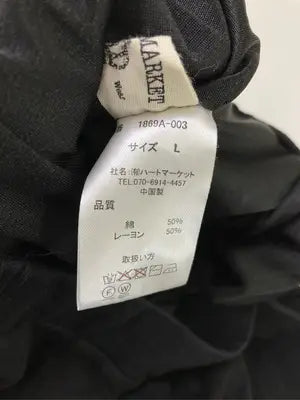 MARKET
1869A-003
サイズ L
社名:㈲ハートマーケット
TEL:070-6914-4457
中国製
品質
綿 50%
レーヨン 50%
取扱い方
F W